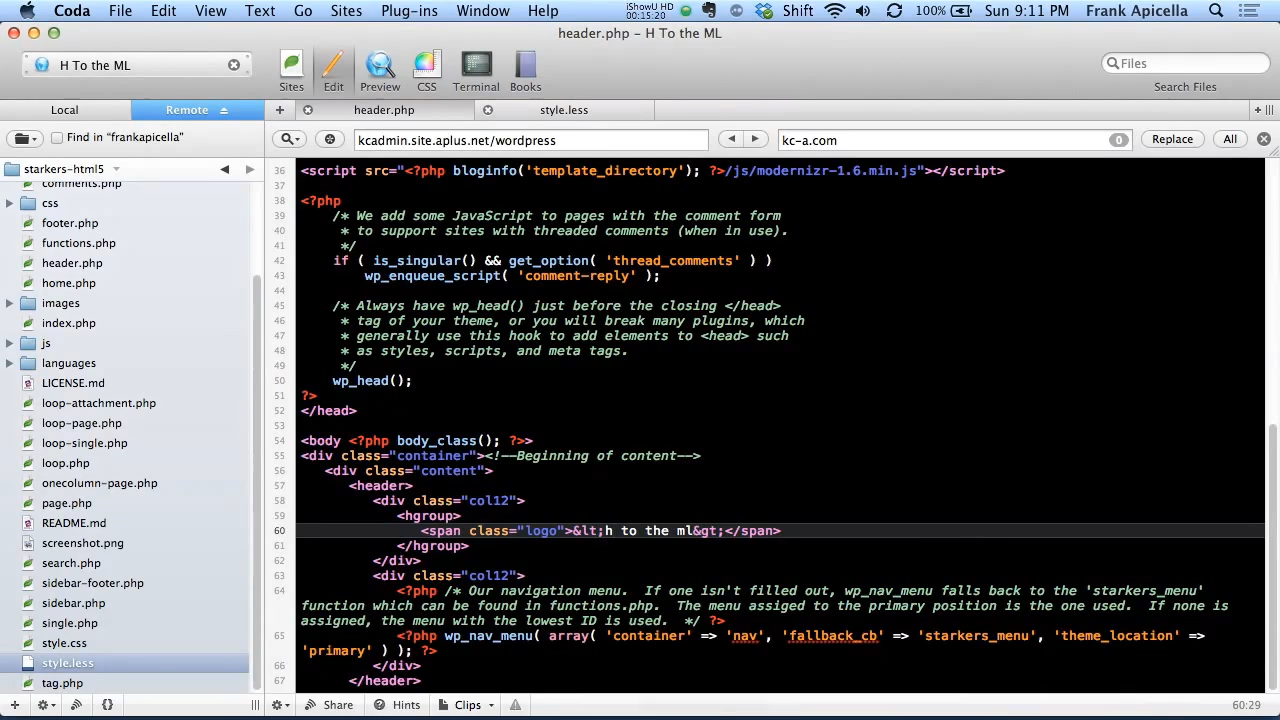 Coda File Edit View Text Go Sites Plug-ins Window Help iShowU HD 00:15:20 Shift 100% Sun 9:11 PM Frank Apicella
header.php – H To the ML
H To the ML
Files
Sites Edit Preview CSS Terminal Books Search Files
Local Remote header.php style.less
Find in "frankapicella"
kcadmin.site.aplus.net/wordpress
kc-a.com
0
Replace
All
starkers-html5
comments.php
css
footer.php
functions.php
header.php
home.php
images
index.php
js
languages
LICENSE.md
loop-attachment.php
loop-page.php
loop-single.php
loop.php
onecolumn-page.php
page.php
README.md
screenshot.png
search.php
sidebar-footer.php
sidebar.php
single.php
style.css
style.less
tag.php
36 <script src="<?php bloginfo('template_directory'); ?>/js/modernizr-1.6.min.js"></script>
37
38 <?php
39 /* We add some JavaScript to pages with the comment form
40 * to support sites with threaded comments (when in use).
41 */
42 if ( is_singular() && get_option( 'thread_comments' ) )
43 wp_enqueue_script( 'comment-reply' );
44
45 /* Always have wp_head() just before the closing </head>
46 * tag of your theme, or you will break many plugins, which
47 * generally use this hook to add elements to <head> such
48 * as styles, scripts, and meta tags.
49 */
50 wp_head();
51 ?>
52 </head>
53
54 <body <?php body_class(); ?>>
55 <div class="container"><!--Beginning of content-->
56 <div class="content">
57 <header>
58 <div class="col12">
59 <hgroup>
60 <span class="logo">&lt;h to the ml&gt;</span>
61 </hgroup>
62 </div>
63 <div class="col12">
64 <?php /* Our navigation menu.  If one isn't filled out, wp_nav_menu falls back to the 'starkers_menu'
function which can be found in functions.php.  The menu assiged to the primary position is the one used.  If none is
assigned, the menu with the lowest ID is used.  */ ?>
65 <?php wp_nav_menu( array( 'container' => 'nav', 'fallback_cb' => 'starkers_menu', 'theme_location' =>
'primary' ) ); ?>
66 </div>
67 </header>
Share Hints Clips 60:29